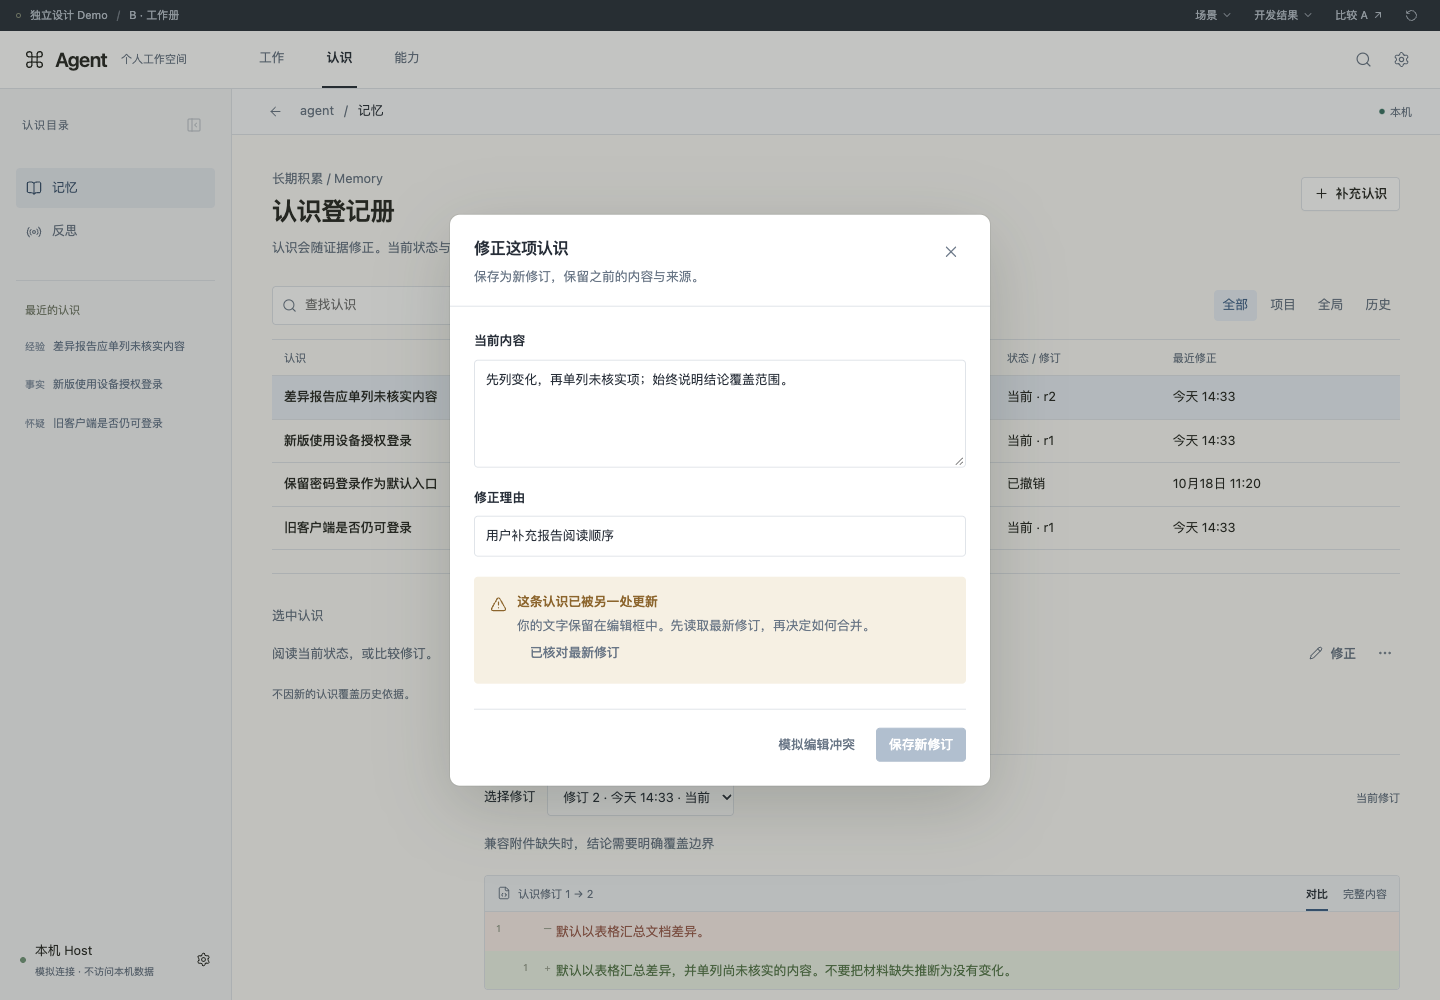 独立设计 Demo / B · 工作册
场景
开发结果
比较 A
Agent 个人工作空间
工作
认识
能力
认识目录
记忆
反思
最近的认识
经验 差异报告应单列未核实内容
事实 新版使用设备授权登录
怀疑 旧客户端是否仍可登录
本机 Host
模拟连接 · 不访问本机数据
agent / 记忆
本机
长期积累 / Memory
认识登记册
认识会随证据修正。当前状态与
补充认识
查找认识
全部 项目 全局 历史
认识 状态 / 修订 最近修正
差异报告应单列未核实内容 当前 · r2 今天 14:33
新版使用设备授权登录 当前 · r1 今天 14:33
保留密码登录作为默认入口 已撤销 10月18日 11:20
旧客户端是否仍可登录 当前 · r1 今天 14:33
选中认识
阅读当前状态，或比较修订。
不因新的认识覆盖历史依据。
修正
修正这项认识
保存为新修订，保留之前的内容与来源。
当前内容
先列变化，再单列未核实项；始终说明结论覆盖范围。
修正理由
用户补充报告阅读顺序
这条认识已被另一处更新
你的文字保留在编辑框中。先读取最新修订，再决定如何合并。
已核对最新修订
模拟编辑冲突
保存新修订
选择修订 修订 2 · 今天 14:33 · 当前
当前修订
兼容附件缺失时，结论需要明确覆盖边界
认识修订 1 → 2
对比 完整内容
1 − 默认以表格汇总文档差异。
1 + 默认以表格汇总差异，并单列尚未核实的内容。不要把材料缺失推断为没有变化。